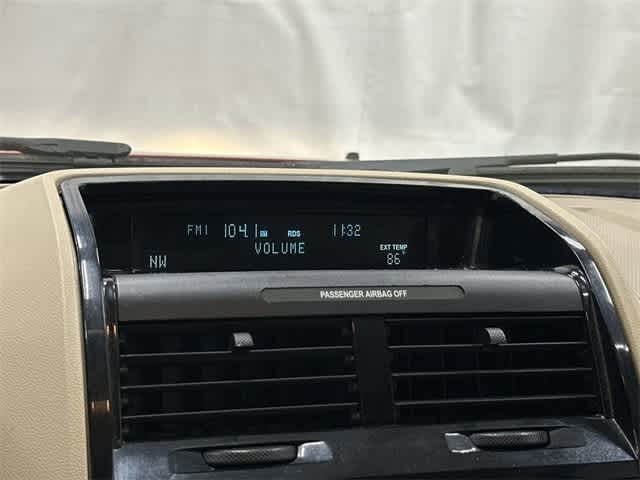 FM1 104.1 RDS 11:32
VOLUME
EXT TEMP
NW 86°
PASSENGER AIRBAG OFF